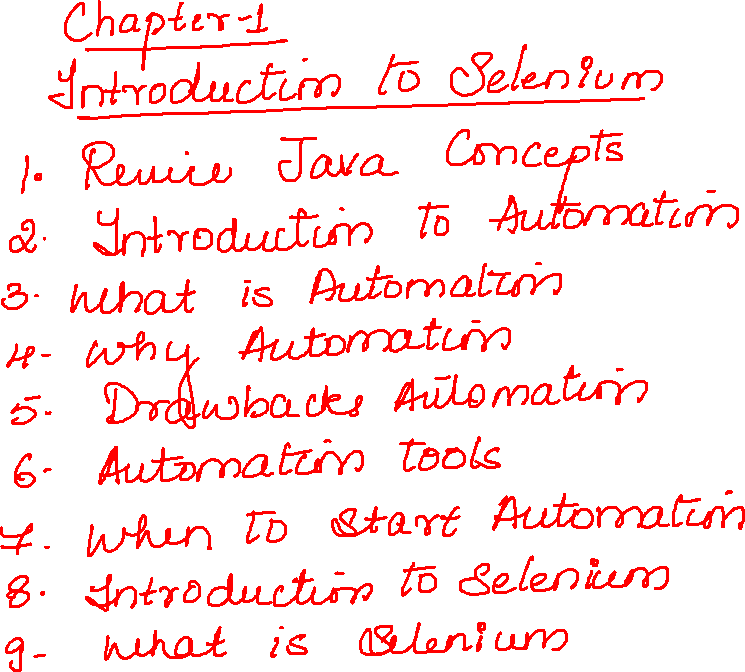 Chapter-1
Introduction to Selenium
1. Revice Java Concepts
2. Introduction to Automation
3. What is Automation
4- Why Automation
5. Drawbacks Automation
6- Automation Tools
7. When to Start Automation
8. Introduction to Selenium
9- What is Selenium